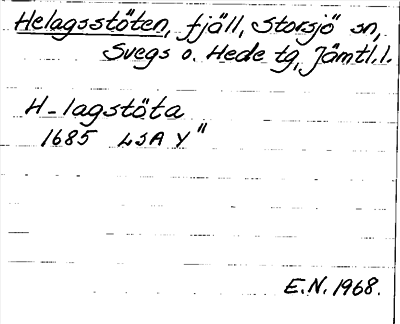 Helagsstöten, fjäll, Storsjö sn,
Svegs o. Hede tg, Jämtl. l.
H-lagstöta
1685 LSA Y"
E.N. 1968.